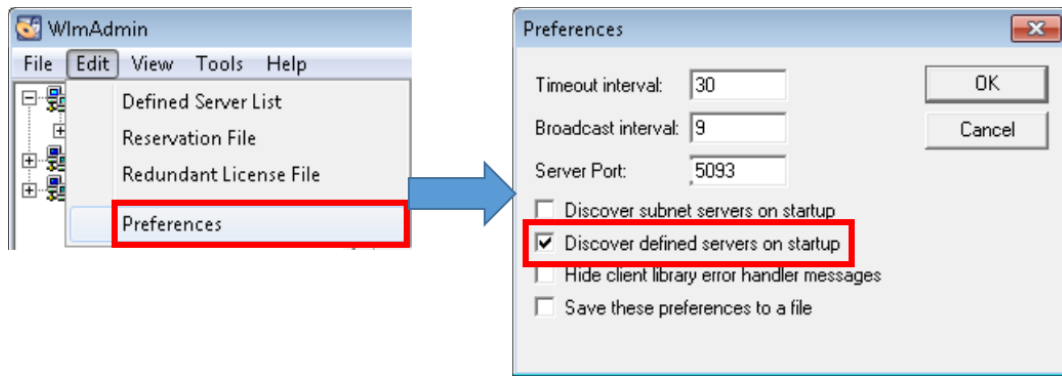 WlmAdmin
File Edit View Tools Help
Defined Server List
Reservation File
Redundant License File
Preferences
Preferences
Timeout interval: 30
OK
Broadcast interval: 9
Cancel
Server Port: 5093
Discover subnet servers on startup
Discover defined servers on startup
Hide client library error handler messages
Save these preferences to a file